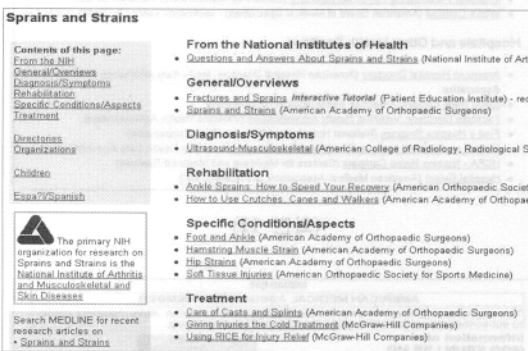 Sprains and Strains
Contents of this page:
From the NIH
General/Overviews
Diagnosis/Symptoms
Rehabilitation
Specific Conditions/Aspects
Treatment
Directories
Organizations
Children
Espa?l/Spanish
The primary NIH
organization for research on
Sprains and Strains is the
National Institute of Arthritis
and Musculoskeletal and
Skin Diseases
Search MEDLINE for recent
research articles on
• Sprains and Strains
From the National Institutes of Health
• Questions and Answers About Sprains and Strains (National Institute of Art
General/Overviews
• Fractures and Sprains Interactive Tutorial (Patient Education Institute) - req
• Sprains and Strains (American Academy of Orthopaedic Surgeons)
Diagnosis/Symptoms
• Ultrasound-Musculoskeletal (American College of Radiology, Radiological S
Rehabilitation
• Ankle Sprains: How to Speed Your Recovery (American Orthopaedic Societ
• How to Use Crutches, Canes and Walkers (American Academy of Orthopae
Specific Conditions/Aspects
• Foot and Ankle (American Academy of Orthopaedic Surgeons)
• Hamstring Muscle Strain (American Academy of Orthopaedic Surgeons)
• Hip Strains (American Academy of Orthopaedic Surgeons)
• Soft Tissue Injuries (American Orthopaedic Society for Sports Medicine)
Treatment
• Care of Casts and Splints (American Academy of Orthopaedic Surgeons)
• Giving Injuries the Cold Treatment (McGraw-Hill Companies)
• Using RICE for Injury Relief (McGraw-Hill Companies)